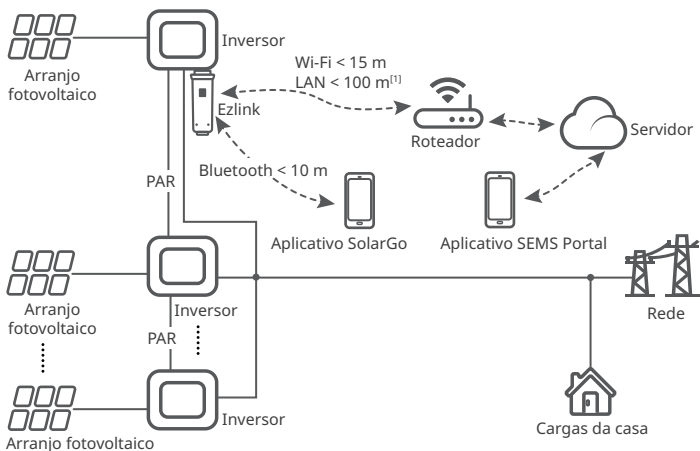 Inversor
Arranjo
fotovoltaico
Wi-Fi < 15 m
LAN < 100 m[1]
Ezlink
Roteador
Servidor
Bluetooth < 10 m
PAR
Aplicativo SolarGo
Aplicativo SEMS Portal
Arranjo
fotovoltaico
Inversor
Rede
PAR
Inversor
Cargas da casa
Arranjo fotovoltaico